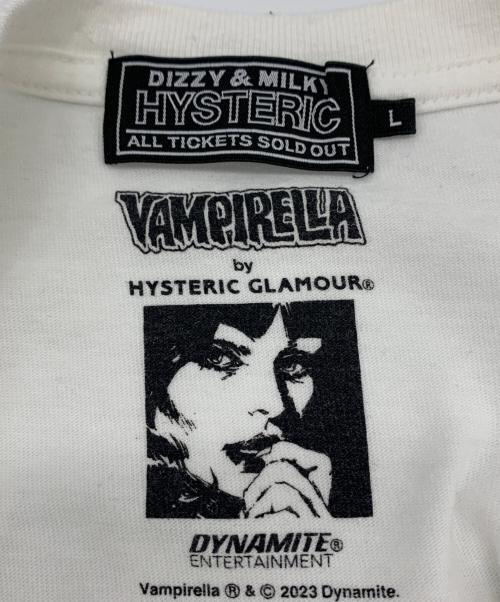 DIZZY & MILKY
HYSTERIC
ALL TICKETS SOLD OUT
L
VAMPIRELLA
by
HYSTERIC GLAMOUR®
DYNAMITE®
ENTERTAINMENT
Vampirella ® & © 2023 Dynamite.